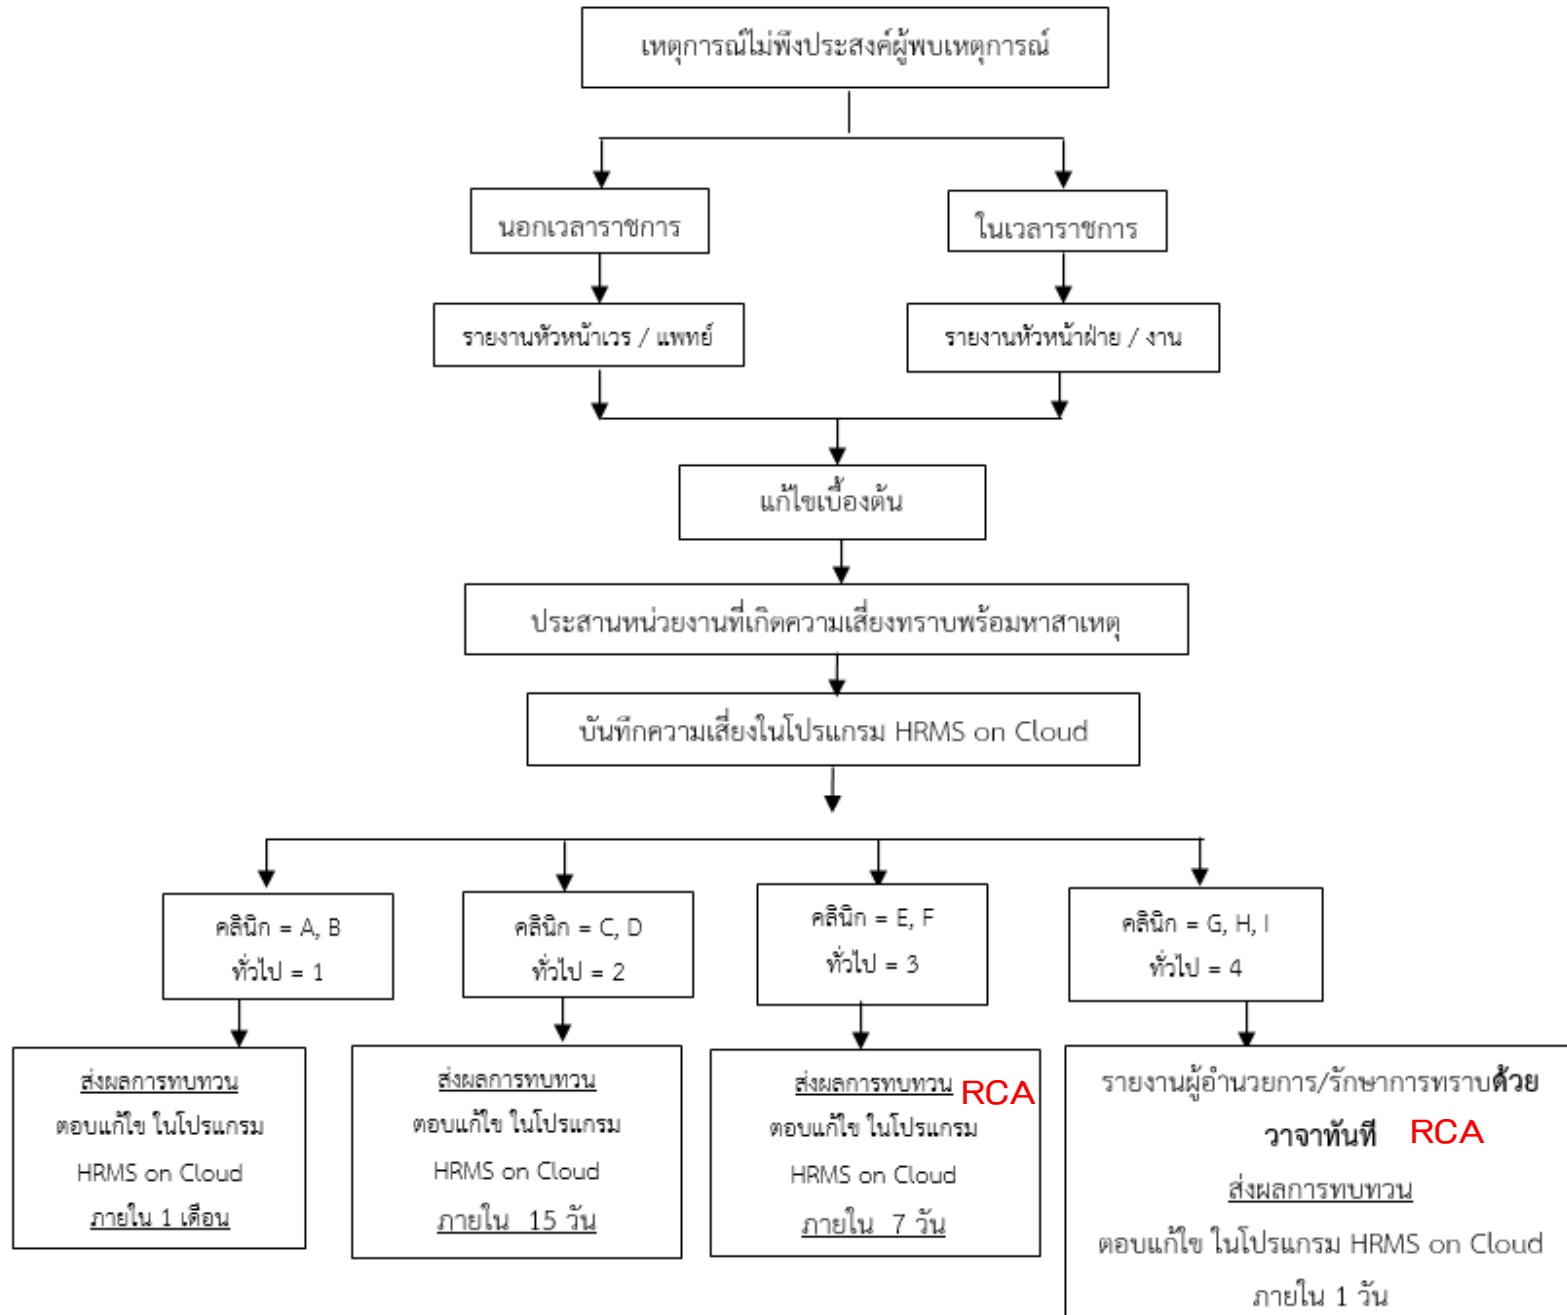 เหตุการณ์ไม่พึงประสงค์ผู้พบเหตุการณ์
นอกเวลาราชการ
ในเวลาราชการ
รายงานหัวหน้าเวร / แพทย์
รายงานหัวหน้าฝ่าย / งาน
แก้ไขเบื้องต้น
ประสานหน่วยงานที่เกิดความเสี่ยงทราบพร้อมหาสาเหตุ
บันทึกความเสี่ยงในโปรแกรม HRMS on Cloud
คลินิก = A, B
ทั่วไป = 1
คลินิก = C, D
ทั่วไป = 2
คลินิก = E, F
ทั่วไป = 3
คลินิก = G, H, I
ทั่วไป = 4
ส่งผลการทบทวน
ตอบแก้ไข ในโปรแกรม
HRMS on Cloud
ภายใน 1 เดือน
ส่งผลการทบทวน
ตอบแก้ไข ในโปรแกรม
HRMS on Cloud
ภายใน 15 วัน
ส่งผลการทบทวน RCA
ตอบแก้ไข ในโปรแกรม
HRMS on Cloud
ภายใน 7 วัน
รายงานผู้อำนวยการ/รักษาการทราบด้วย
วาจาทันที RCA
ส่งผลการทบทวน
ตอบแก้ไข ในโปรแกรม HRMS on Cloud
ภายใน 1 วัน